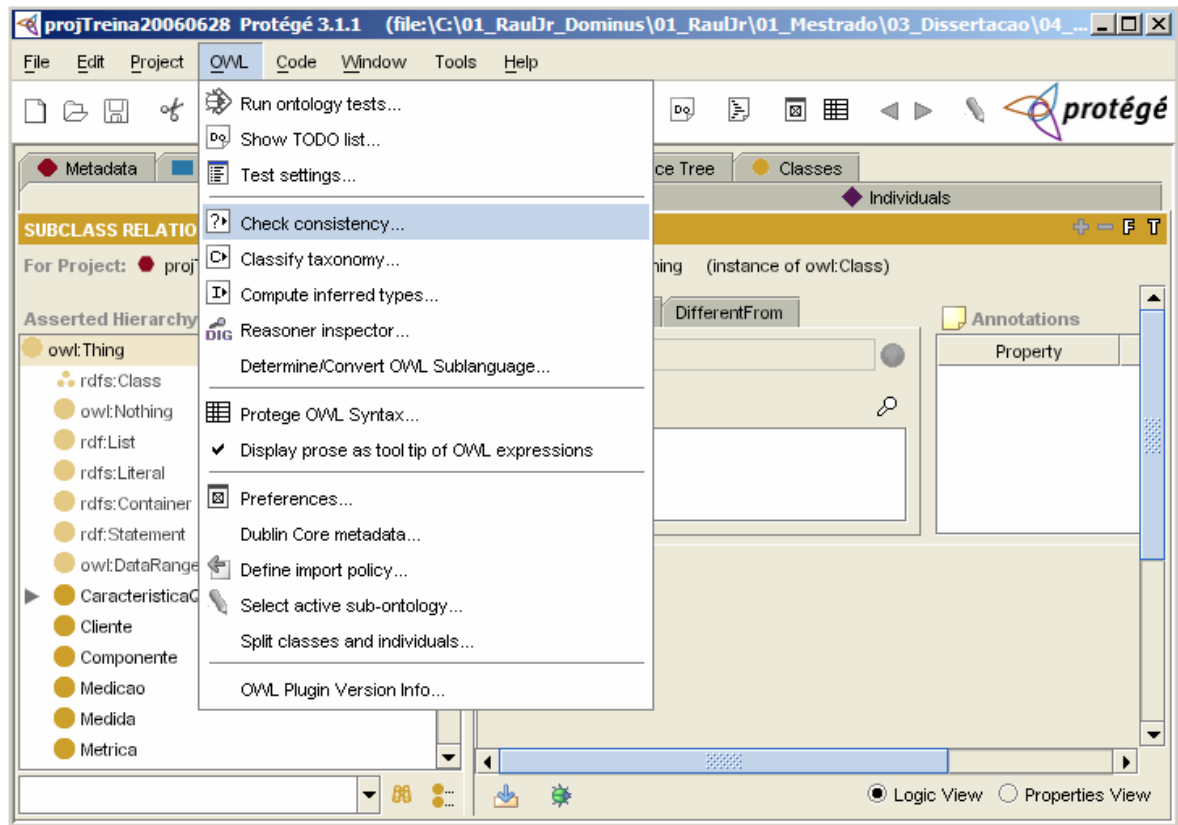 projTreina20060628 Protégé 3.1.1 (file:\C:\01_RaulJr_Dominus\01_RaulJr\01_Mestrado\03_Dissertacao\04_...
File Edit Project OWL Code Window Tools Help
Run ontology tests...
protégé
Show TODO list...
Metadata
Test settings...
ce Tree
Classes
Individuals
Check consistency...
SUBCLASS RELATIO
F T
Classify taxonomy...
For Project: proj
hing (instance of owl:Class)
Compute inferred types...
DifferentFrom
Annotations
Asserted Hierarchy
DIG Reasoner inspector...
owl:Thing
Property
Determine/Convert OWL Sublanguage...
rdfs:Class
owl:Nothing
Protege OWL Syntax...
rdf:List
Display prose as tool tip of OWL expressions
rdfs:Literal
rdfs:Container
Preferences...
rdf:Statement
Dublin Core metadata...
owl:DataRange
Define import policy...
Caracteristica
Select active sub-ontology...
Cliente
Split classes and individuals...
Componente
Medicao
OWL Plugin Version Info...
Medida
Metrica
Logic View Properties View